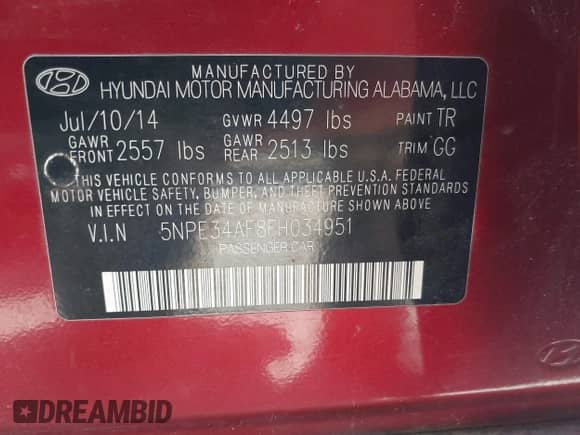 MANUFACTURED BY
HYUNDAI MOTOR MANUFACTURING ALABAMA, LLC
Jul/10/14 GVWR 4497 lbs PAINT TR
GAWR FRONT 2557 lbs GAWR REAR 2513 lbs TRIM GG
THIS VEHICLE CONFORMS TO ALL APPLICABLE U.S.A. FEDERAL
MOTOR VEHICLE SAFETY, BUMPER, AND THEFT PREVENTION STANDARDS
IN EFFECT ON THE DATE OF MANUFACTURE SHOWN ABOVE.
V.I.N 5NPE34AF8FH034951
PASSENGER CAR
DREAMBID